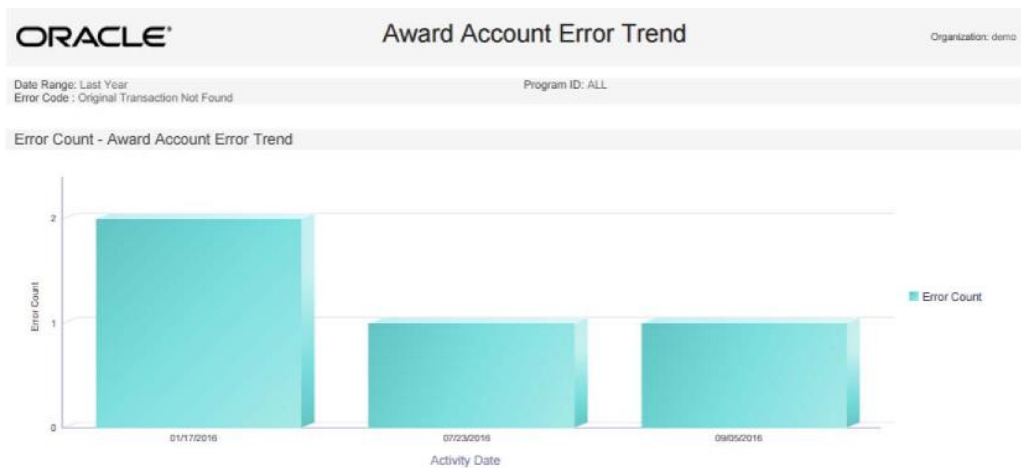 ORACLE®
Award Account Error Trend
Organization: demo
Date Range: Last Year
Program ID: ALL
Error Code : Original Transaction Not Found
Error Count - Award Account Error Trend
2
1
0
Error Count
01/17/2016
07/23/2016
09/05/2016
Activity Date
Error Count